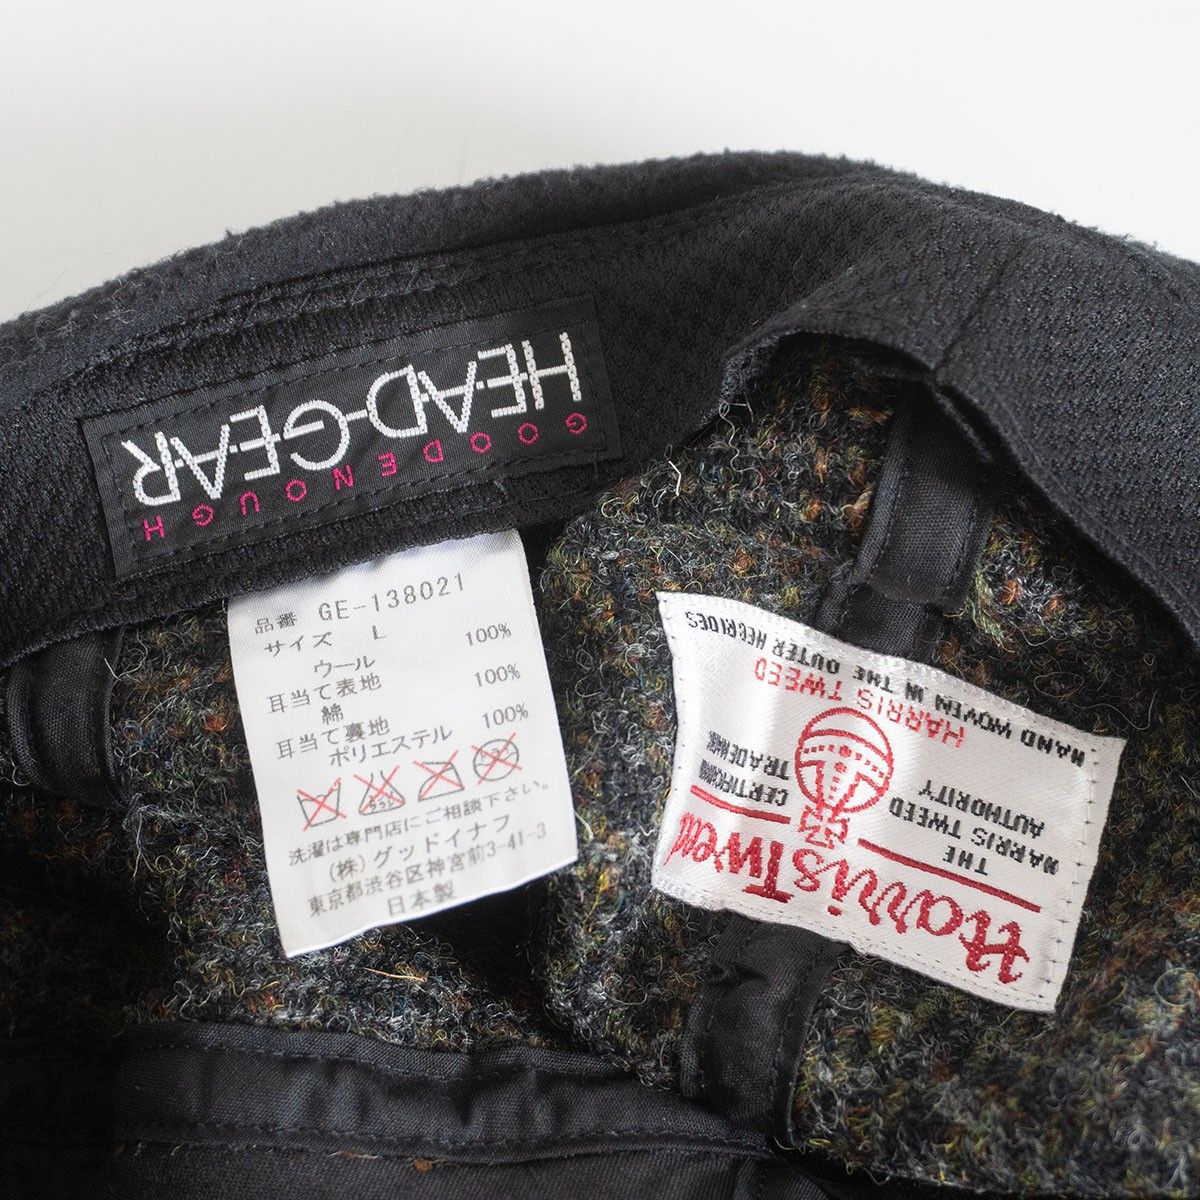 HEAD-GEAR
GOODENOUGH
品番 GE-138021
サイズ L
ウール 100%
耳当て表地
綿 100%
耳当て裏地
ポリエステル 100%
洗濯は専門店にご相談下さい。
(株)グッドイナフ
東京都渋谷区神宮前3-41-3
日本製
Harris Tweed
THE
HARRIS TWEED
AUTHORITY
CERTIFICATION
TRADE MARK
HARRIS TWEED
HAND WOVEN IN THE OUTER HEBRIDES